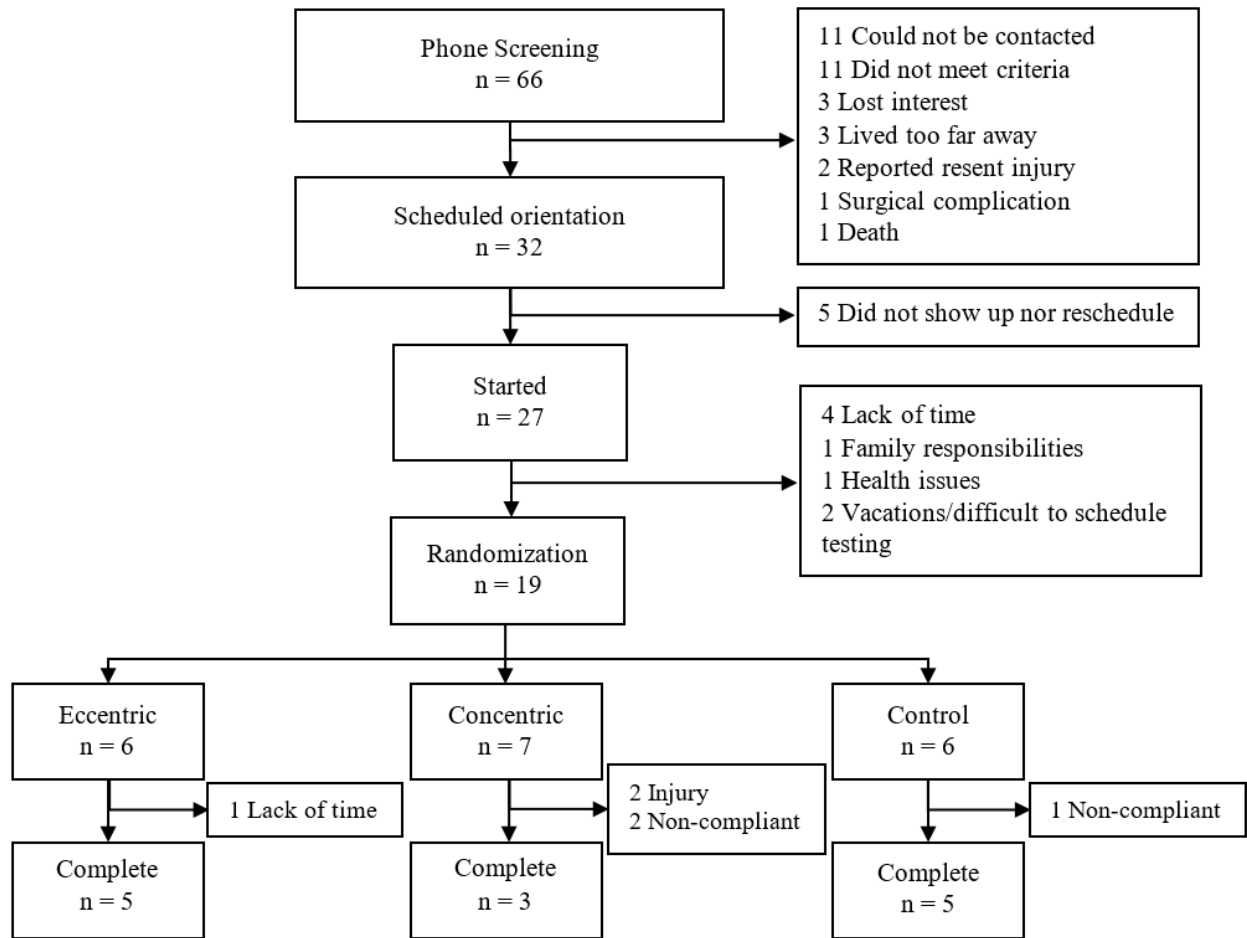 Phone Screening
n = 66
11 Could not be contacted
11 Did not meet criteria
3 Lost interest
3 Lived too far away
2 Reported resent injury
1 Surgical complication
1 Death
Scheduled orientation
n = 32
5 Did not show up nor reschedule
Started
n = 27
4 Lack of time
1 Family responsibilities
1 Health issues
2 Vacations/difficult to schedule
testing
Randomization
n = 19
Eccentric
n = 6
Concentric
n = 7
Control
n = 6
1 Lack of time
2 Injury
2 Non-compliant
1 Non-compliant
Complete
n = 5
Complete
n = 3
Complete
n = 5